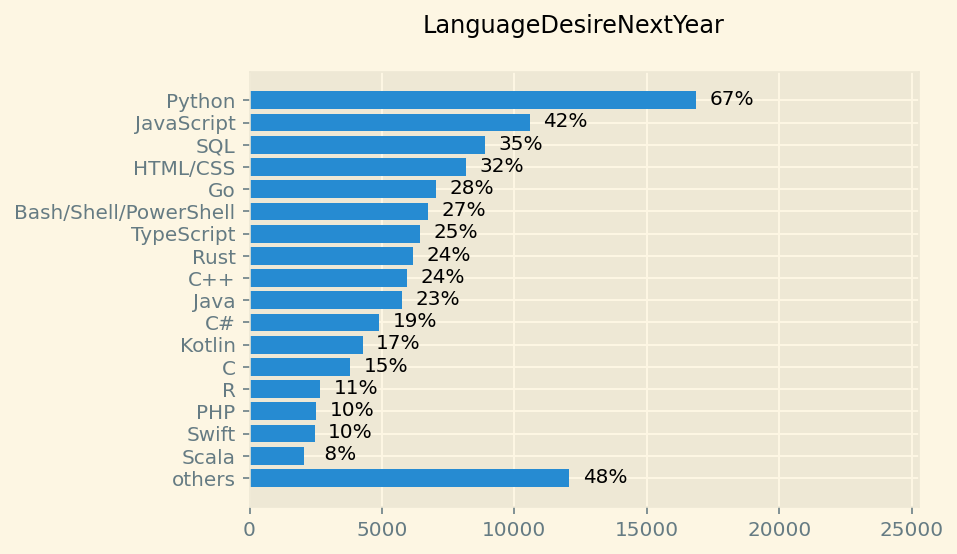 LanguageDesireNextYear
Python 67%
JavaScript 42%
SQL 35%
HTML/CSS 32%
Go 28%
Bash/Shell/PowerShell 27%
TypeScript 25%
Rust 24%
C++ 24%
Java 23%
C# 19%
Kotlin 17%
C 15%
R 11%
PHP 10%
Swift 10%
Scala 8%
others 48%
0 5000 10000 15000 20000 25000